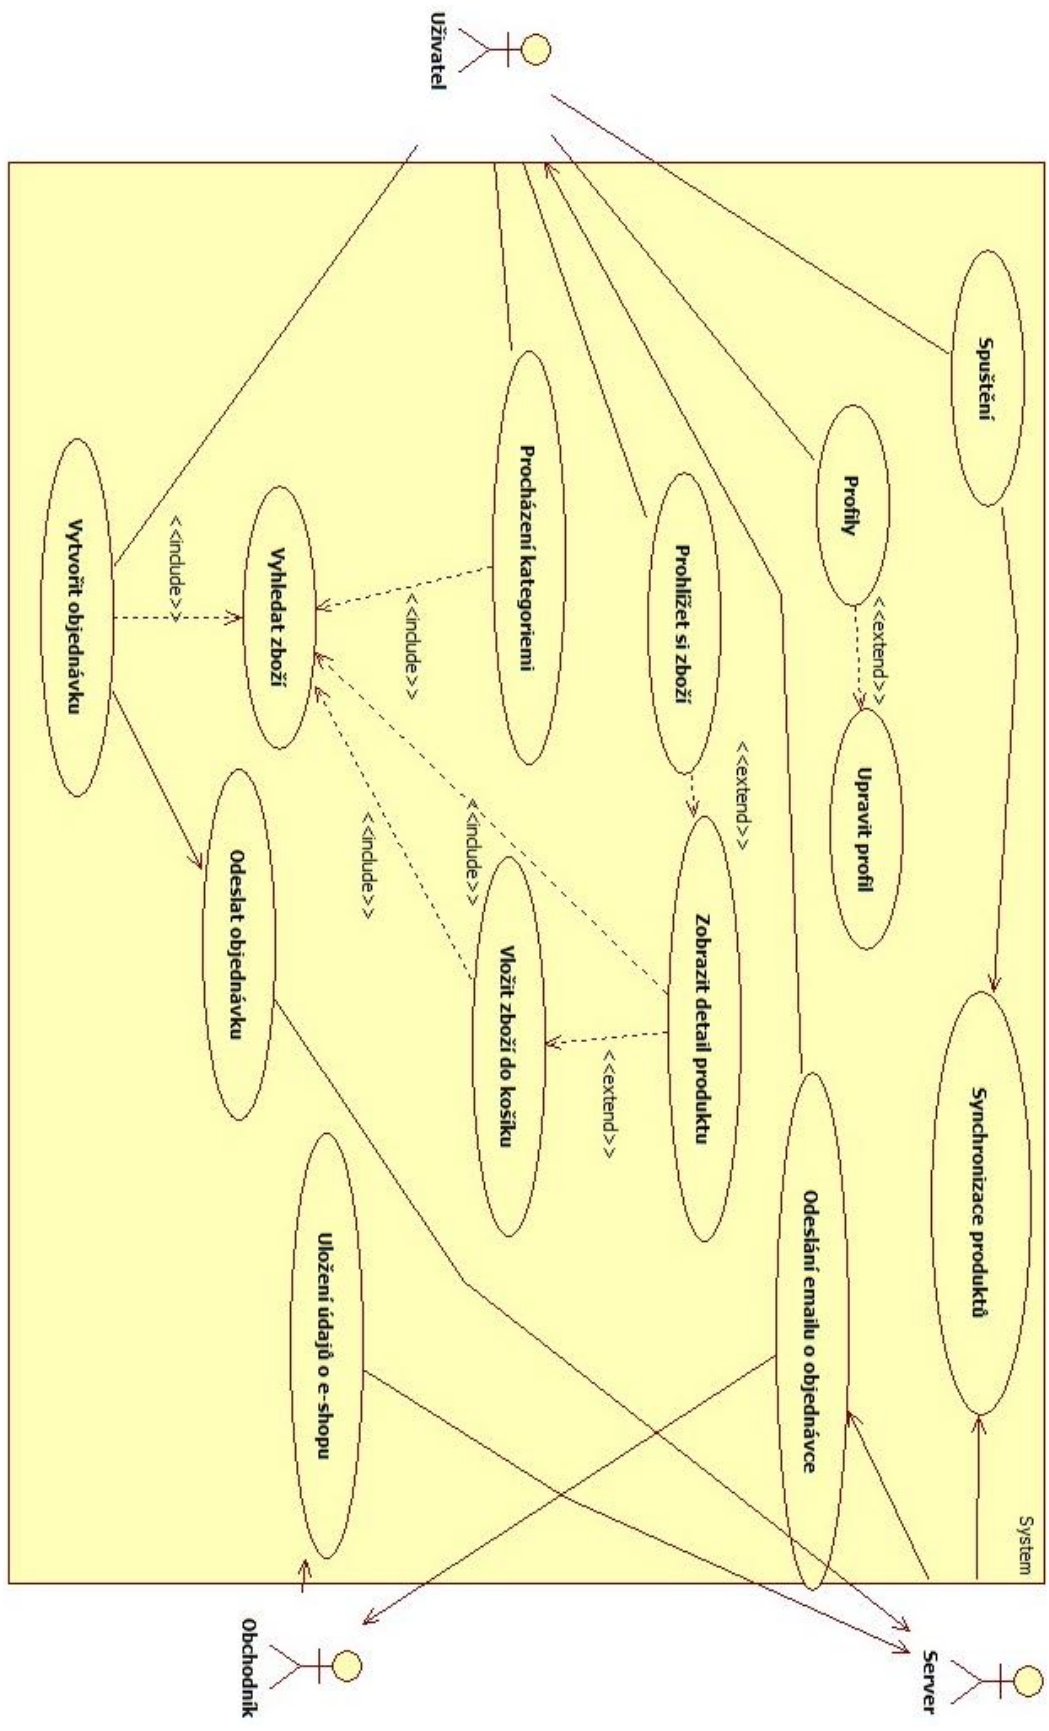 System
Spuštění
Synchronizace produktů
Profily
<<extend>>
Upravit profil
Odeslání emailu o objednávce
Server
Prohlížet si zboží
<<extend>>
Zobrazit detail produktu
Uživatel
Procházení kategoriemi
<<include>>
<<include>>
<<extend>>
Vložit zboží do košíku
<<include>>
Vyhledat zboží
<<include>>
Uložení údajů o e-shopu
Obchodník
Odeslat objednávku
Vytvořit objednávku